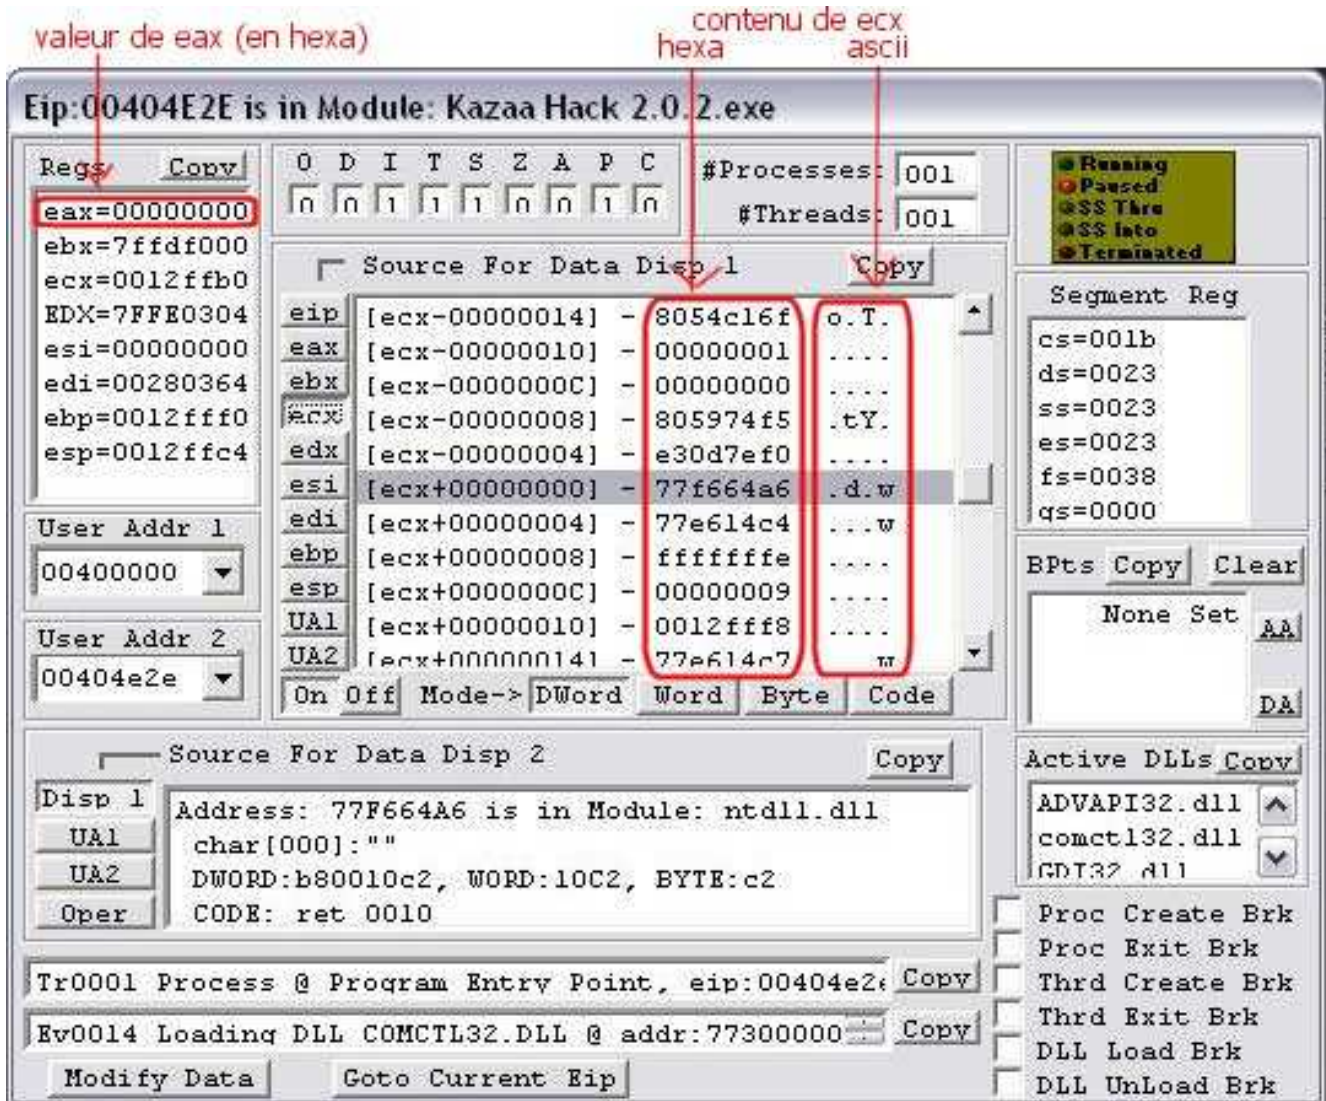 valeur de eax (en hexa)
contenu de ecx
hexa ascii
Eip:00404E2E is in Module: Kazaa Hack 2.0.2.exe
Regs Copy
eax=00000000
ebx=7ffdf000
ecx=0012ffb0
EDX=7FFE0304
esi=00000000
edi=00280364
ebp=0012fff0
esp=0012ffc4
O D I T S Z A P C
0 0 1 1 1 0 0 1 0
#Processes: 001
#Threads: 001
Running
Paused
SS Thru
SS Into
Terminated
Source For Data Disp 1 Copy
eip [ecx-00000014] - 8054c16f o.T.
eax [ecx-00000010] - 00000001 ....
ebx [ecx-0000000C] - 00000000 ....
ecx [ecx-00000008] - 805974f5 .tY.
edx [ecx-00000004] - e30d7ef0 ....
esi [ecx+00000000] - 77f664a6 .d.w
edi [ecx+00000004] - 77e614c4 ...w
ebp [ecx+00000008] - fffffffe ....
esp [ecx+0000000C] - 00000009 ....
UA1 [ecx+00000010] - 0012fff8 ....
UA2 [ecx+00000014] - 77e614c7 ...w
On Off Mode-> DWord Word Byte Code
Segment Reg
cs=001b
ds=0023
ss=0023
es=0023
fs=0038
gs=0000
User Addr 1
00400000
User Addr 2
00404e2e
BPts Copy Clear
None Set
AA
DA
Source For Data Disp 2 Copy
Disp 1
UA1
UA2
Oper
Address: 77F664A6 is in Module: ntdll.dll
char[000]:""
DWORD:b80010c2, WORD:10C2, BYTE:c2
CODE: ret 0010
Active DLLs Copy
ADVAPI32.dll
comctl32.dll
GDI32.dll
Tr0001 Process @ Program Entry Point, eip:00404e2e Copy
Ev0014 Loading DLL COMCTL32.DLL @ addr:77300000 Copy
Modify Data Goto Current Eip
Proc Create Brk
Proc Exit Brk
Thrd Create Brk
Thrd Exit Brk
DLL Load Brk
DLL UnLoad Brk